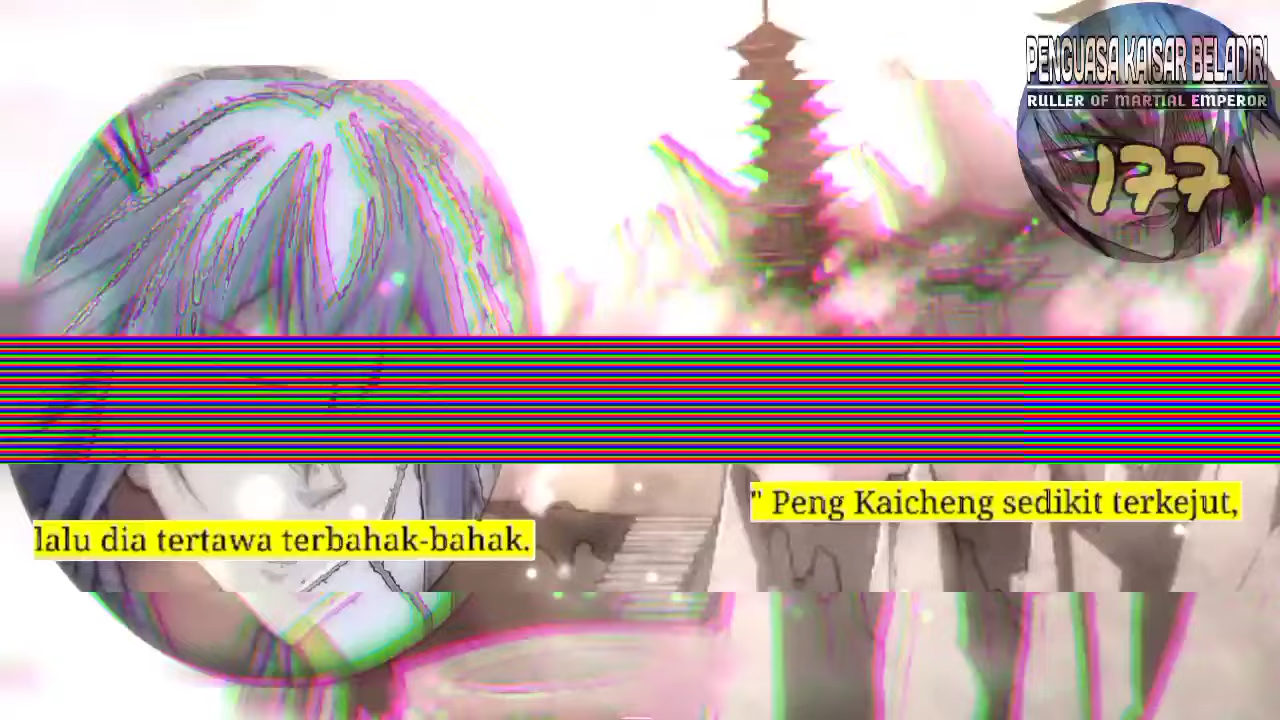 PENGUASA KAISAR BELADIRI
RULLER OF MARTIAL EMPEROR
177
" Peng Kaicheng sedikit terkejut,
lalu dia tertawa terbahak-bahak.